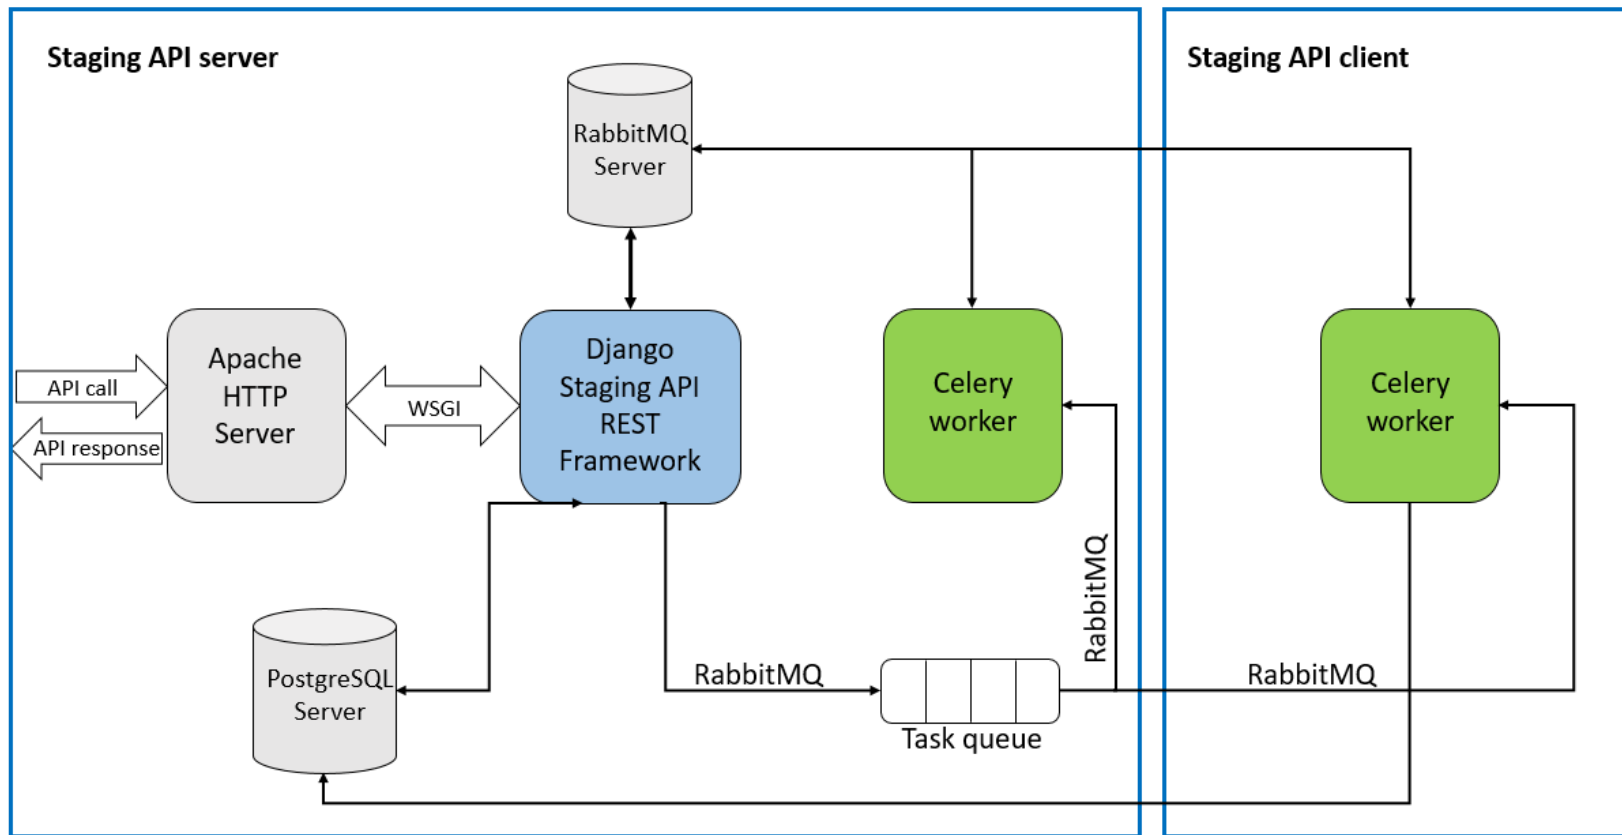 Staging API server
Staging API client
RabbitMQ
Server
Apache
HTTP
Server
API call
API response
WSGI
Django
Staging API
REST
Framework
Celery
worker
Celery
worker
PostgreSQL
Server
RabbitMQ
Task queue
RabbitMQ
RabbitMQ